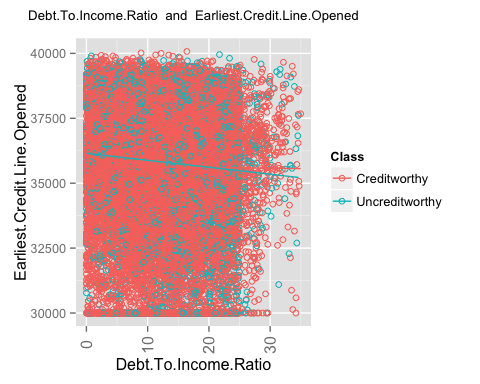 Debt.To.Income.Ratio and Earliest.Credit.Line.Opened
40000
37500
35000
32500
30000
Earliest.Credit.Line.Opened
0
10
20
30
Debt.To.Income.Ratio
Class
Creditworthy
Uncreditworthy